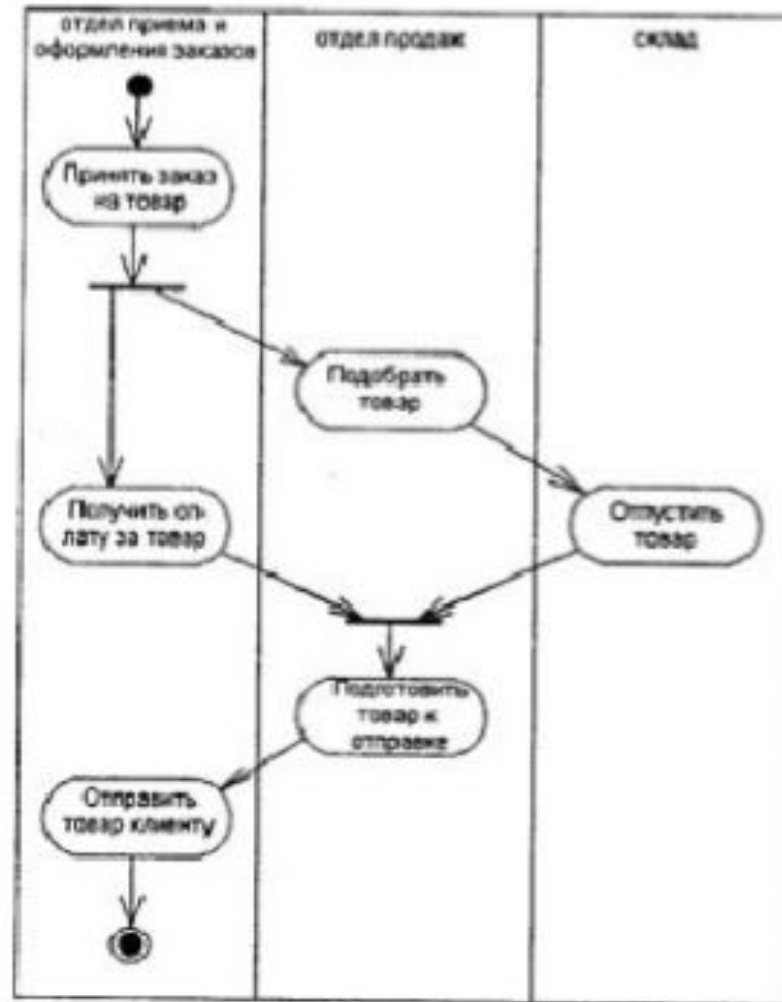 отдел приема и
оформления заказов
отдел продаж
склад
Принять заказ
на товар
Подобрать
товар
Получить оп-
лату за товар
Отпустить
товар
Подготовить
товар к
отправке
Отправить
товар клиенту